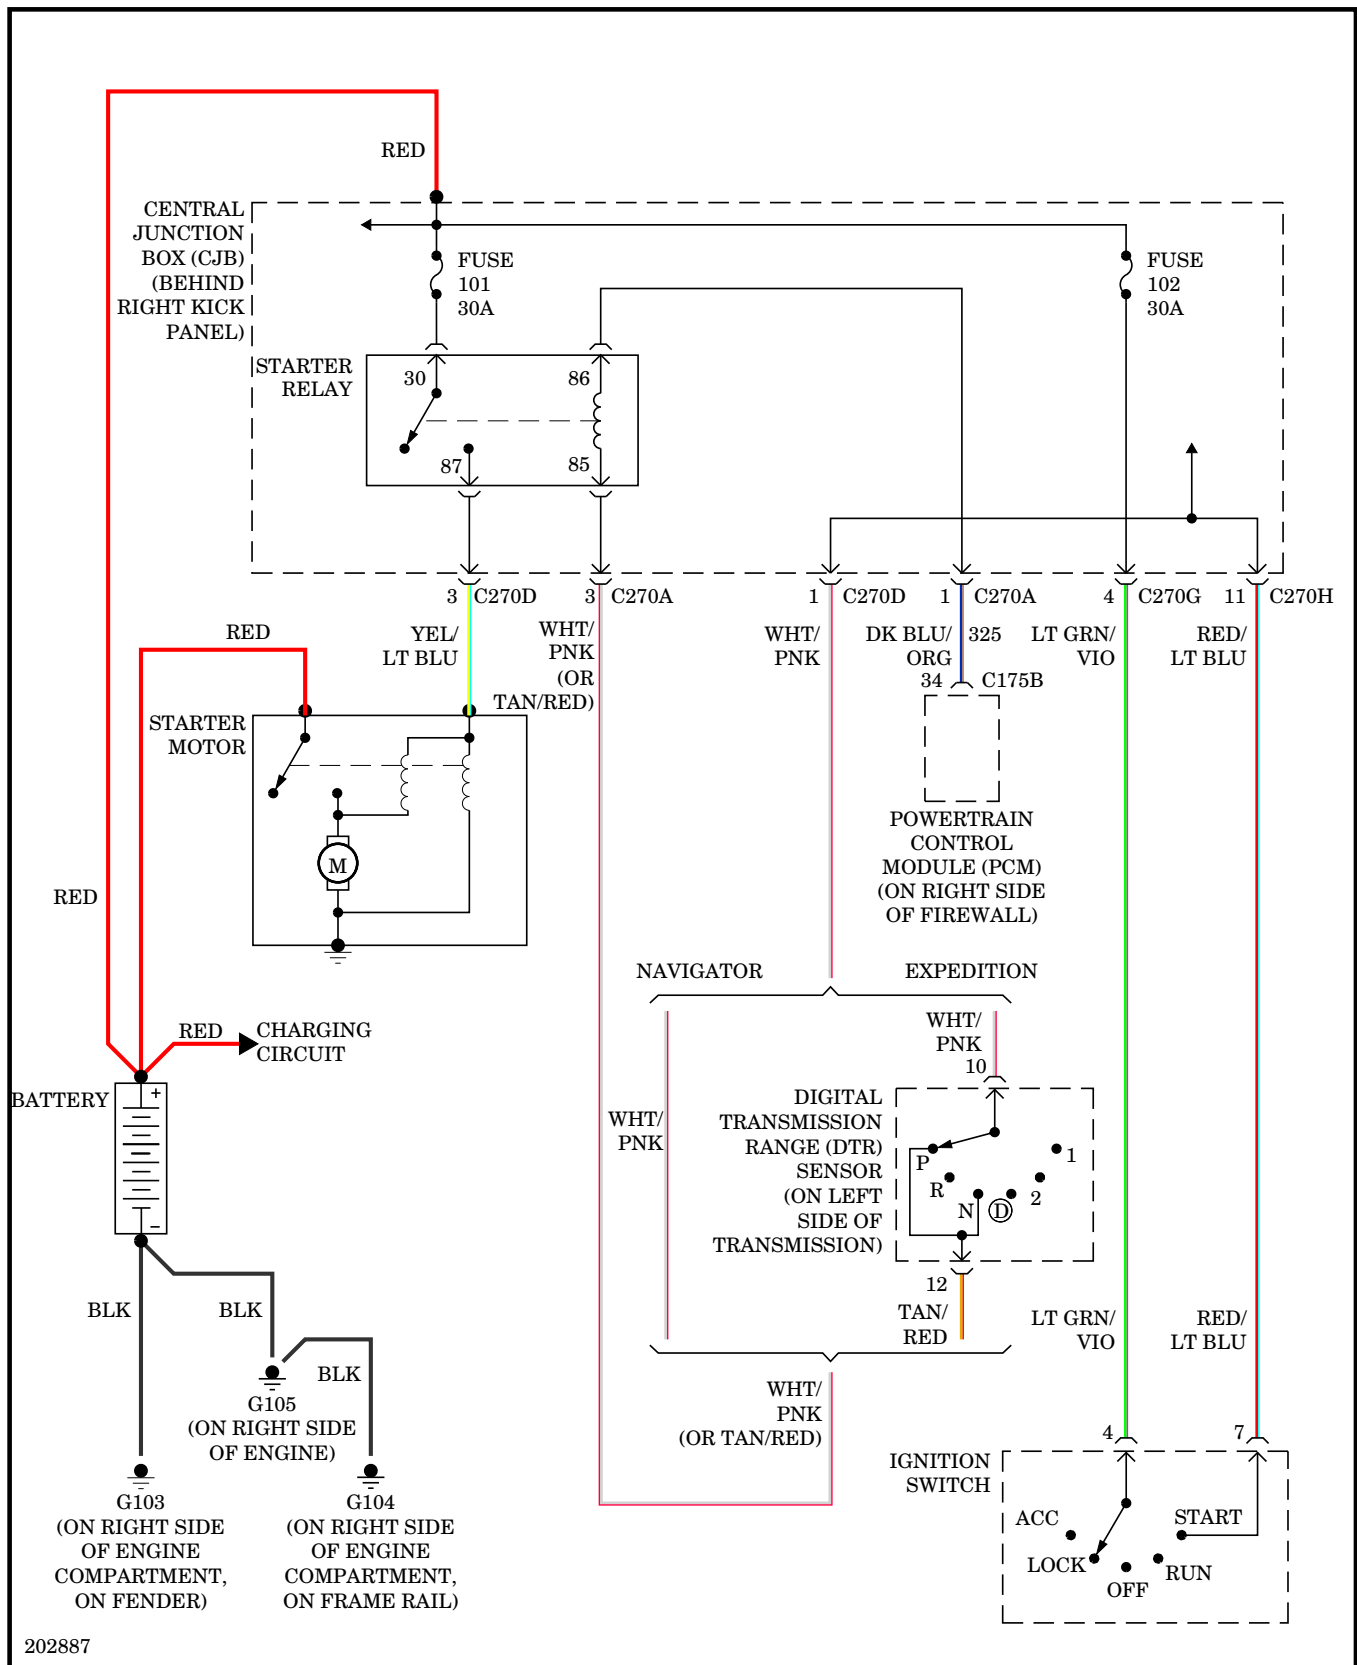 RED
CENTRAL
JUNCTION
BOX (CJB)
(BEHIND
RIGHT KICK
PANEL)
FUSE
101
30A
FUSE
102
30A
STARTER
RELAY
30
86
87
85
3
C270D
3
C270A
1
C270D
1
C270A
4
C270G
11
C270H
RED
YEL/
LT BLU
WHT/
PNK
(OR
TAN/RED)
WHT/
PNK
DK BLU/
ORG
325
LT GRN/
VIO
RED/
LT BLU
34
C175B
STARTER
MOTOR
M
POWERTRAIN
CONTROL
MODULE (PCM)
(ON RIGHT SIDE
OF FIREWALL)
RED
NAVIGATOR
EXPEDITION
RED
CHARGING
CIRCUIT
WHT/
PNK
10
BATTERY
+
–
WHT/
PNK
DIGITAL
TRANSMISSION
RANGE (DTR)
SENSOR
(ON LEFT
SIDE OF
TRANSMISSION)
P
R
N
D
2
1
12
TAN/
RED
BLK
BLK
BLK
LT GRN/
VIO
RED/
LT BLU
G105
(ON RIGHT SIDE
OF ENGINE)
WHT/
PNK
(OR TAN/RED)
4
7
IGNITION
SWITCH
G103
(ON RIGHT SIDE
OF ENGINE
COMPARTMENT,
ON FENDER)
G104
(ON RIGHT SIDE
OF ENGINE
COMPARTMENT,
ON FRAME RAIL)
ACC
LOCK
OFF
RUN
START
202887